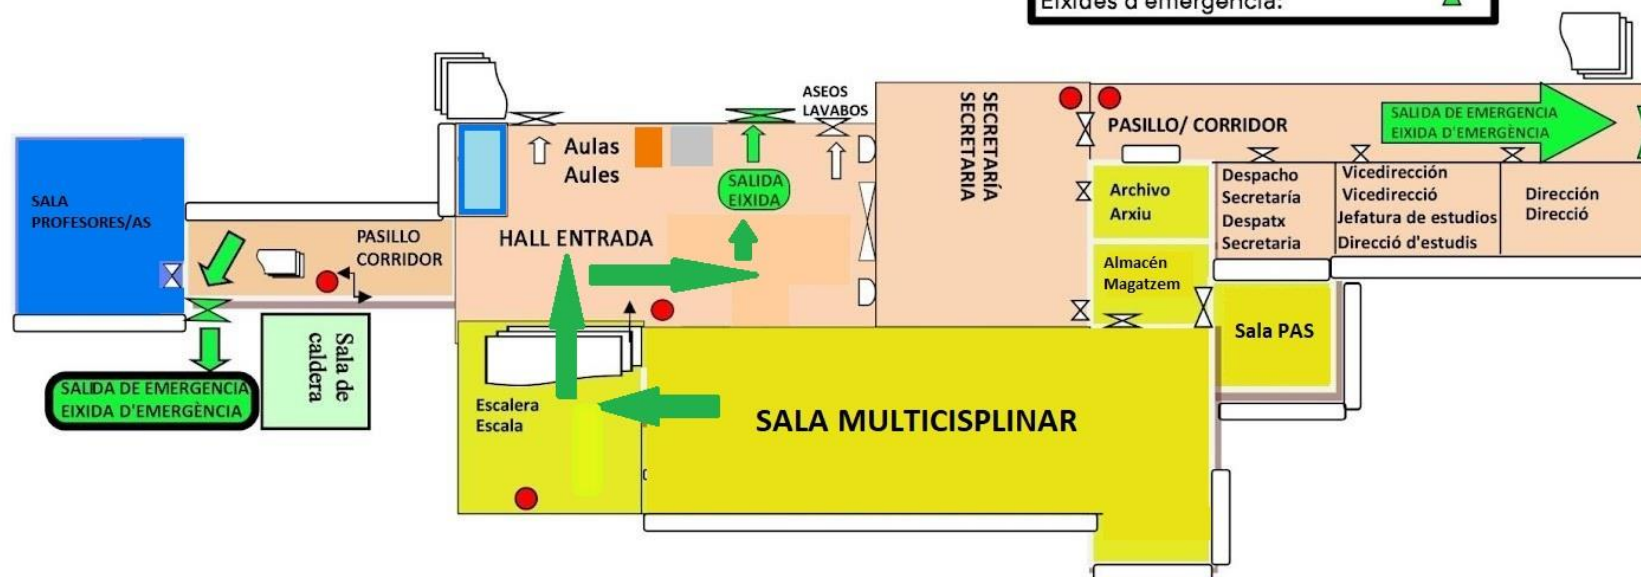 Eixides d'emergència:
SALA
PROFESORES/AS
PASILLO
CORRIDOR
Sala de
caldera
SALIDA DE EMERGENCIA
EIXIDA D'EMERGÈNCIA
Aulas
Aules
HALL ENTRADA
SALIDA
EIXIDA
ASEOS
LAVABOS
Escalera
Escala
SALA MULTICISPLINAR
SECRETARÍA
SECRETARIA
PASILLO/ CORRIDOR
SALIDA DE EMERGENCIA
EIXIDA D'EMERGÈNCIA
Archivo
Arxiu
Almacén
Magatzem
Despacho
Secretaría
Despatx
Secretaria
Vicedirección
Vicedirecció
Jefatura de estudios
Direcció d'estudis
Dirección
Direcció
Sala PAS